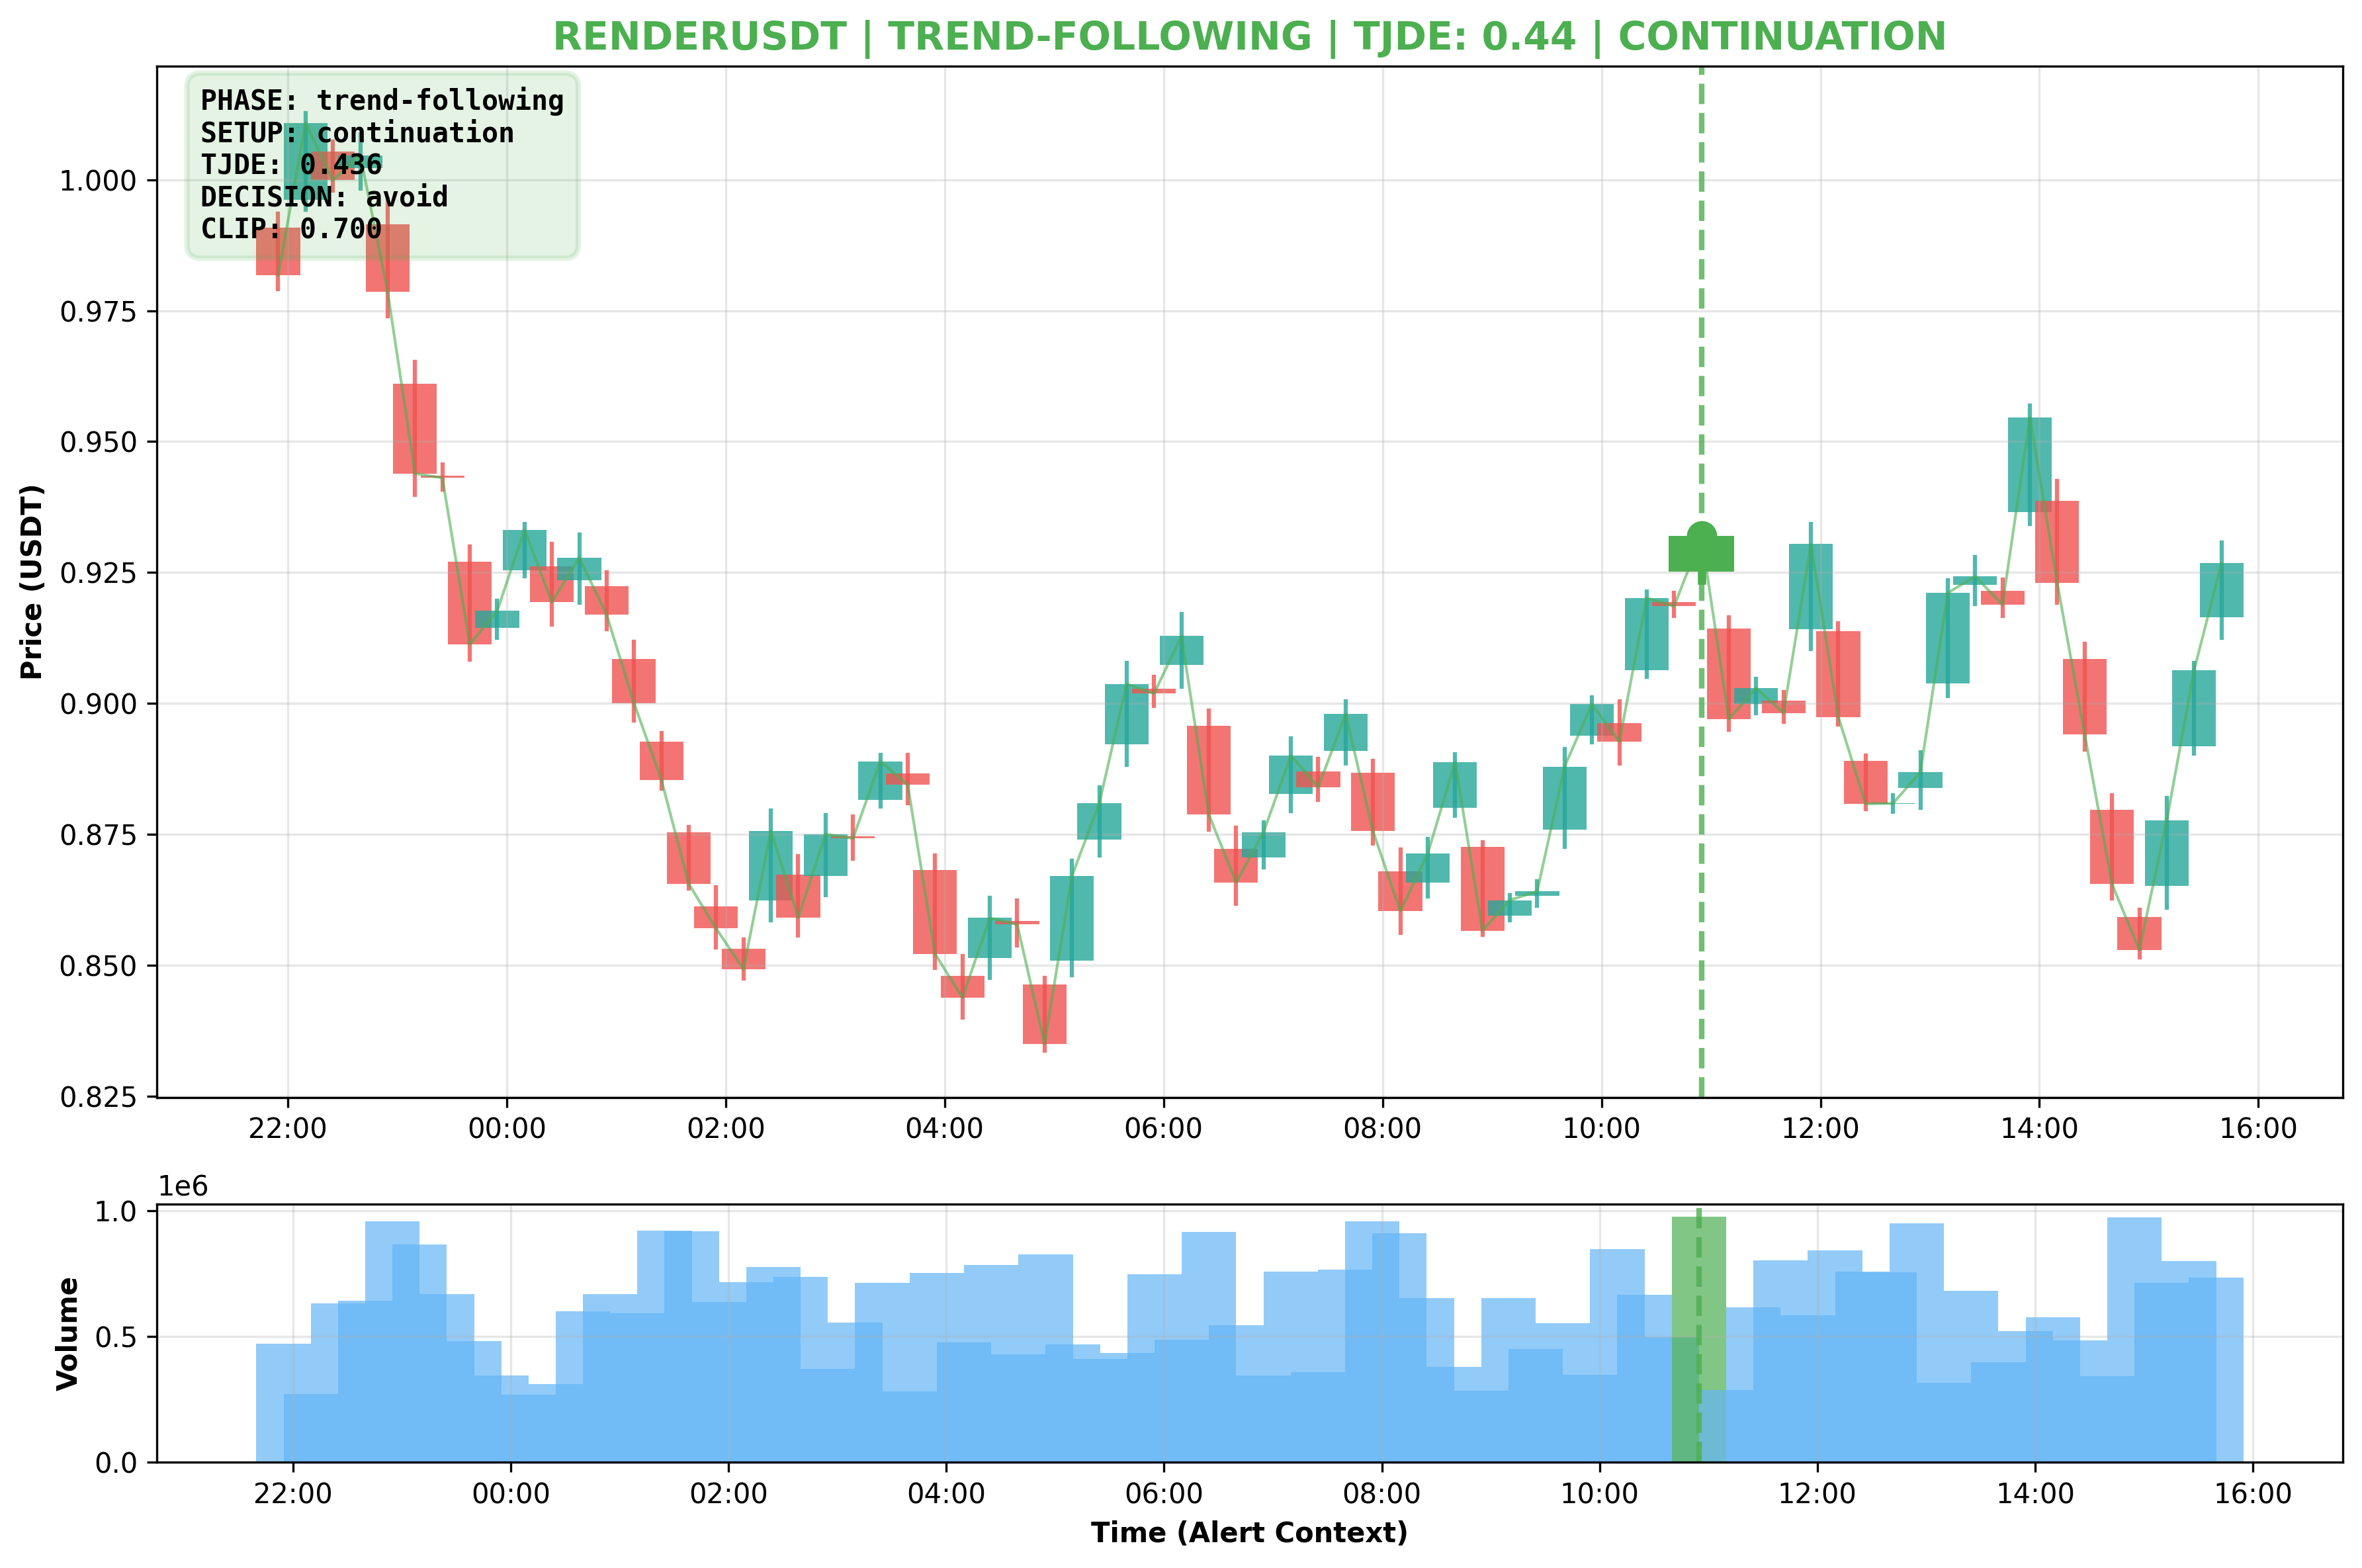 RENDERUSDT | TREND-FOLLOWING | TJDE: 0.44 | CONTINUATION
PHASE: trend-following
SETUP: continuation
TJDE: 0.436
DECISION: avoid
CLIP: 0.700
Price (USDT)
1.000
0.975
0.950
0.925
0.900
0.875
0.850
0.825
22:00 00:00 02:00 04:00 06:00 08:00 10:00 12:00 14:00 16:00
1e6
Volume
1.0
0.5
0.0
22:00 00:00 02:00 04:00 06:00 08:00 10:00 12:00 14:00 16:00
Time (Alert Context)